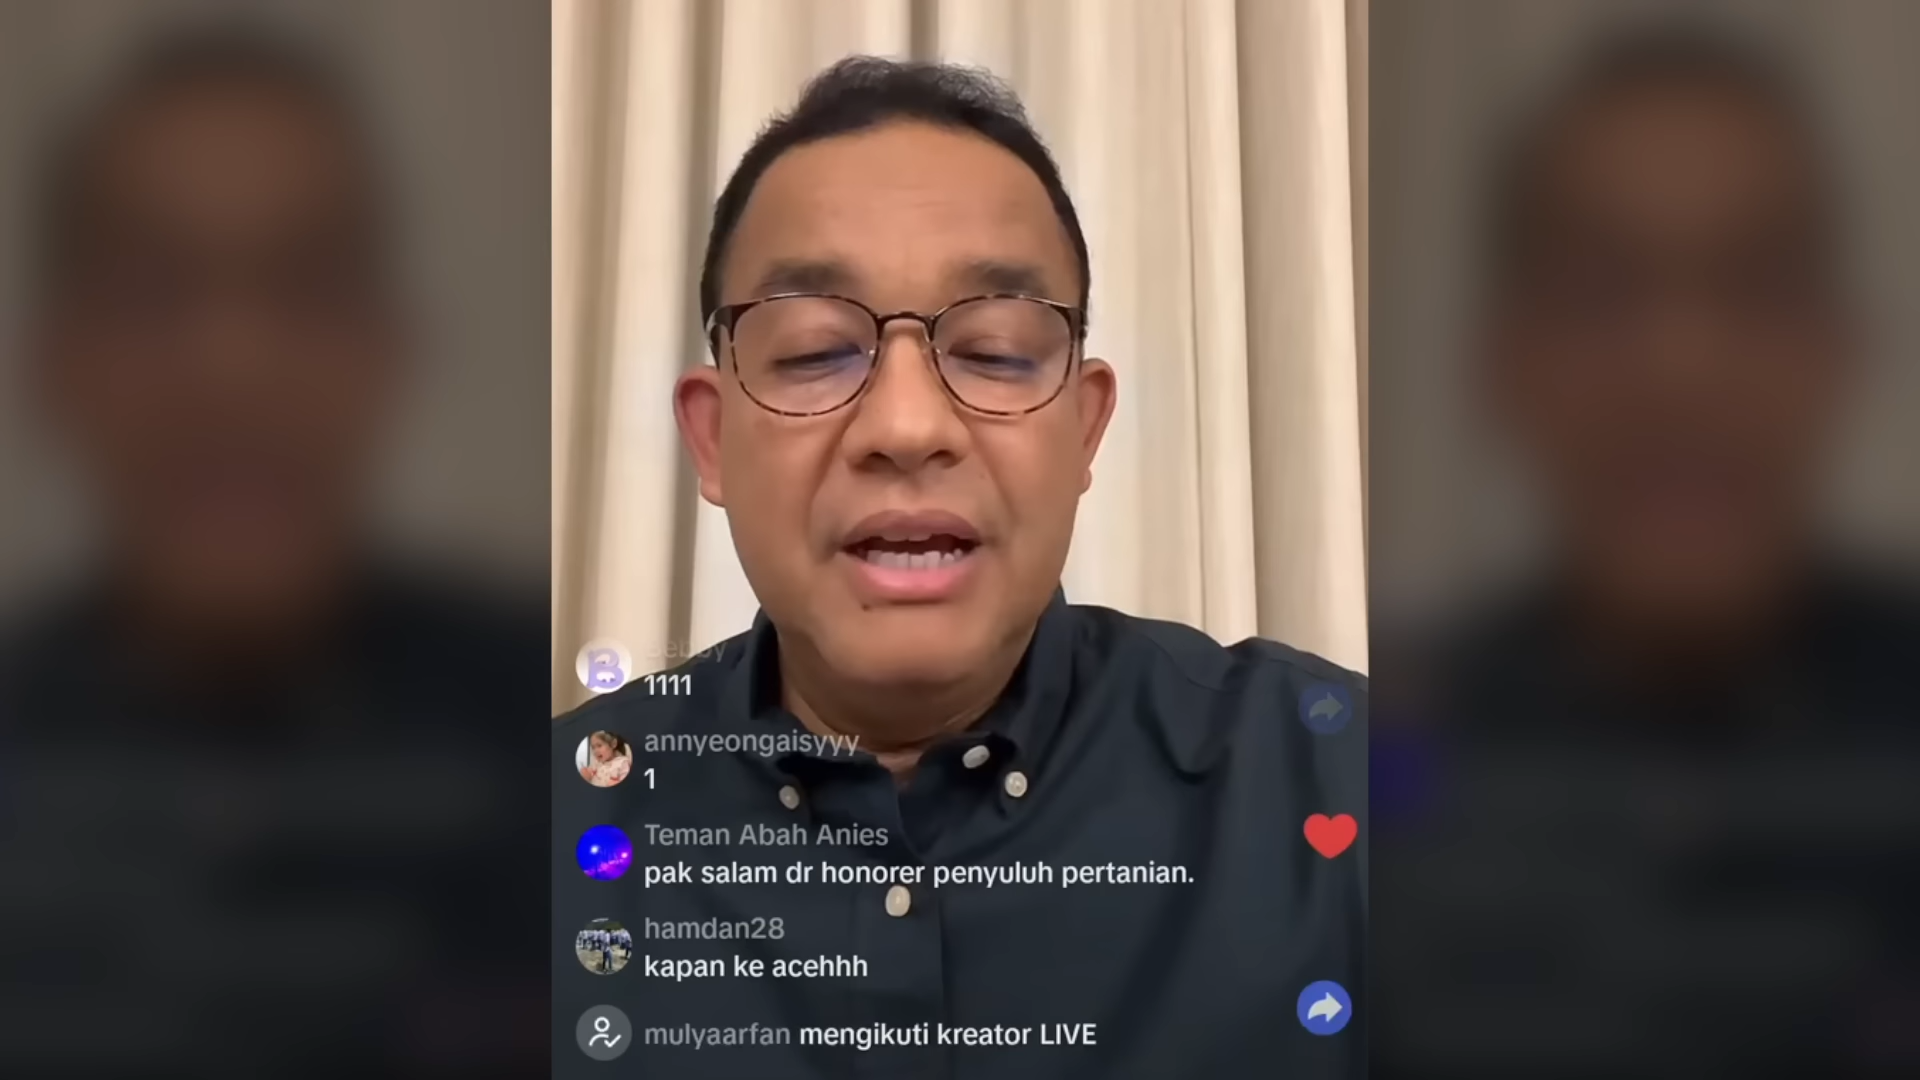 Bebby
1111
annyeongaisyyy
1
Teman Abah Anies
pak salam dr honorer penyuluh pertanian.
hamdan28
kapan ke acehhh
mulyaarfan mengikuti kreator LIVE